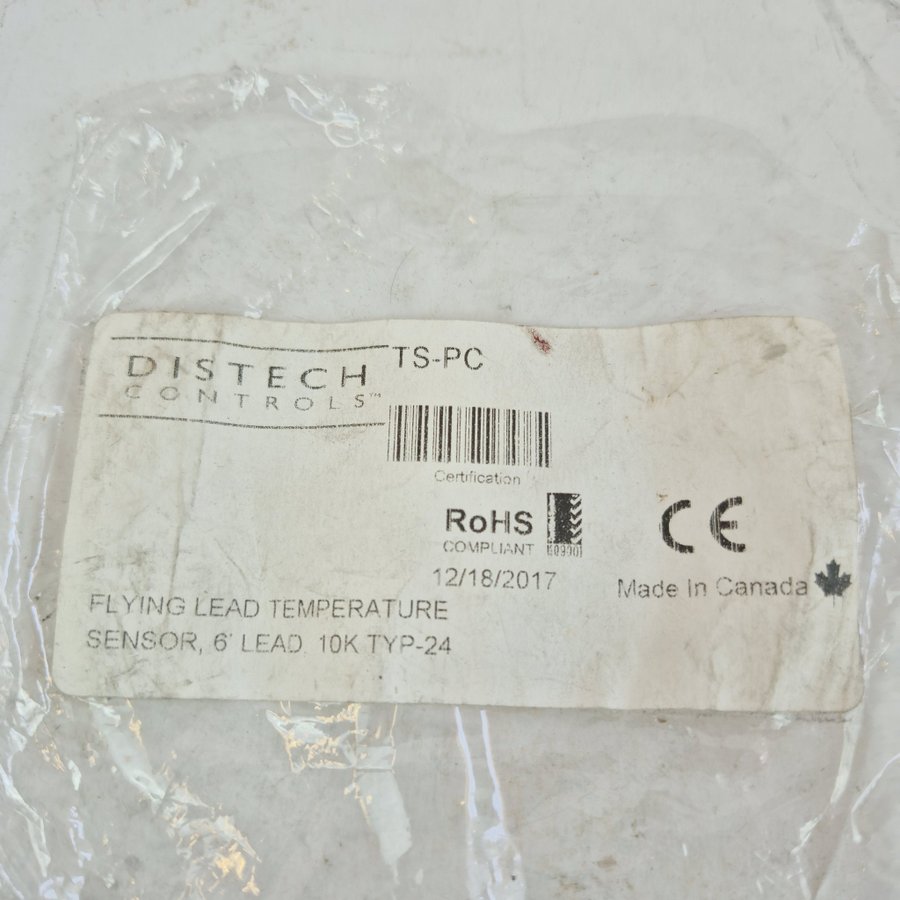 DISTECH
CONTROLS™
TS-PC
Certification
RoHS
COMPLIANT
12/18/2017
CE
Made In Canada
FLYING LEAD TEMPERATURE
SENSOR, 6' LEAD, 10K TYP-24